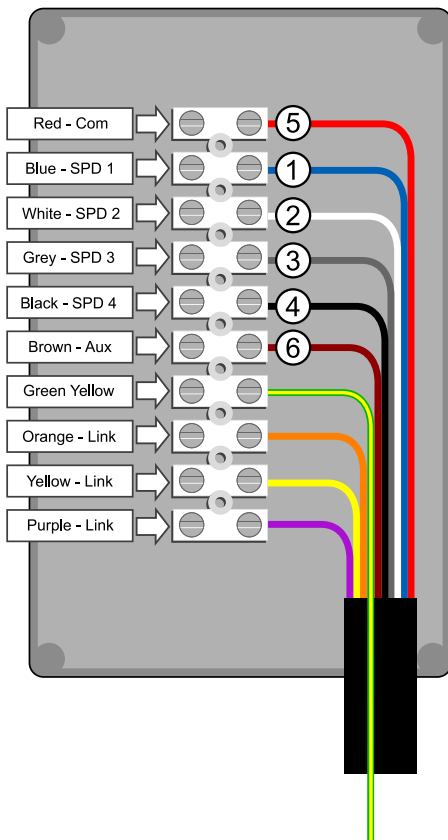 Red - Com
5
Blue - SPD 1
1
White - SPD 2
2
Grey - SPD 3
3
Black - SPD 4
4
Brown - Aux
6
Green Yellow
Orange - Link
Yellow - Link
Purple - Link